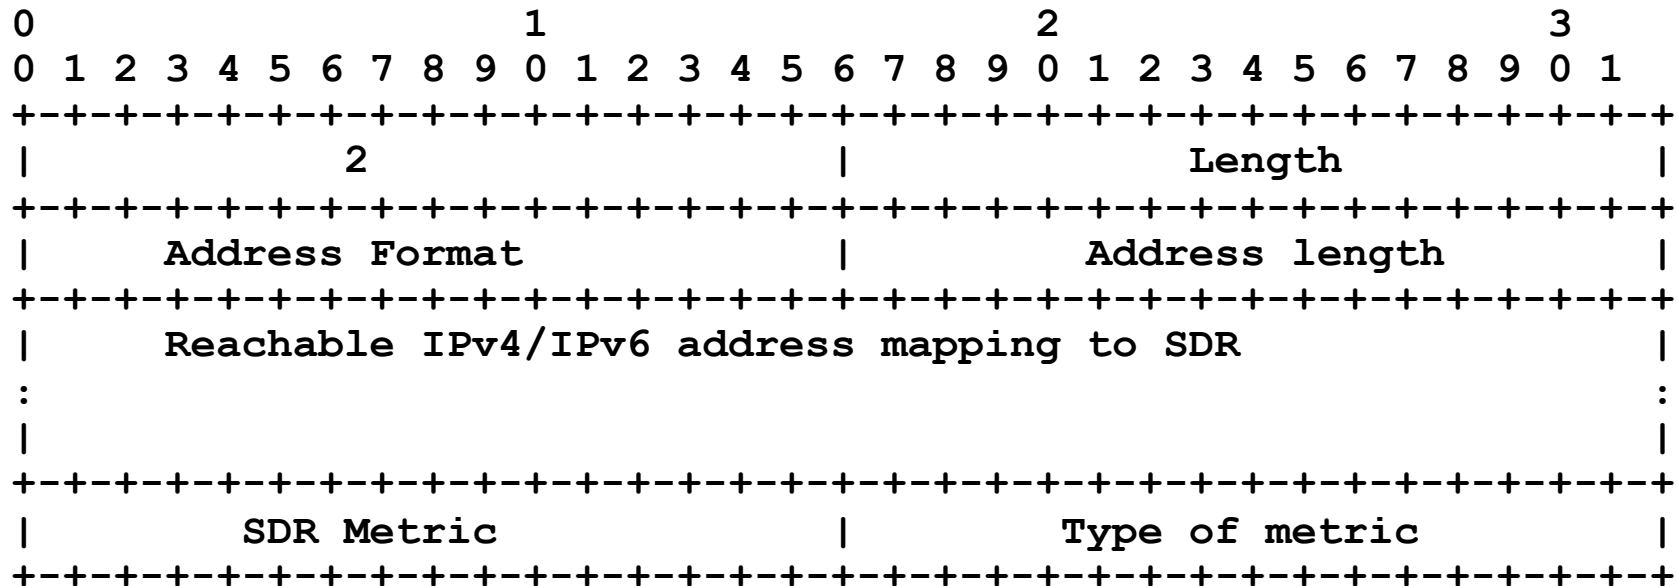 0                   1                   2                   3
0 1 2 3 4 5 6 7 8 9 0 1 2 3 4 5 6 7 8 9 0 1 2 3 4 5 6 7 8 9 0 1
+-+-+-+-+-+-+-+-+-+-+-+-+-+-+-+-+-+-+-+-+-+-+-+-+-+-+-+-+-+-+-+-+
|            2                  |             Length            |
+-+-+-+-+-+-+-+-+-+-+-+-+-+-+-+-+-+-+-+-+-+-+-+-+-+-+-+-+-+-+-+-+
|     Address Format            |         Address length        |
+-+-+-+-+-+-+-+-+-+-+-+-+-+-+-+-+-+-+-+-+-+-+-+-+-+-+-+-+-+-+-+-+
|     Reachable IPv4/IPv6 address mapping to SDR                |
:                                                               :
|                                                               |
+-+-+-+-+-+-+-+-+-+-+-+-+-+-+-+-+-+-+-+-+-+-+-+-+-+-+-+-+-+-+-+-+
|        SDR Metric             |        Type of metric         |
+-+-+-+-+-+-+-+-+-+-+-+-+-+-+-+-+-+-+-+-+-+-+-+-+-+-+-+-+-+-+-+-+